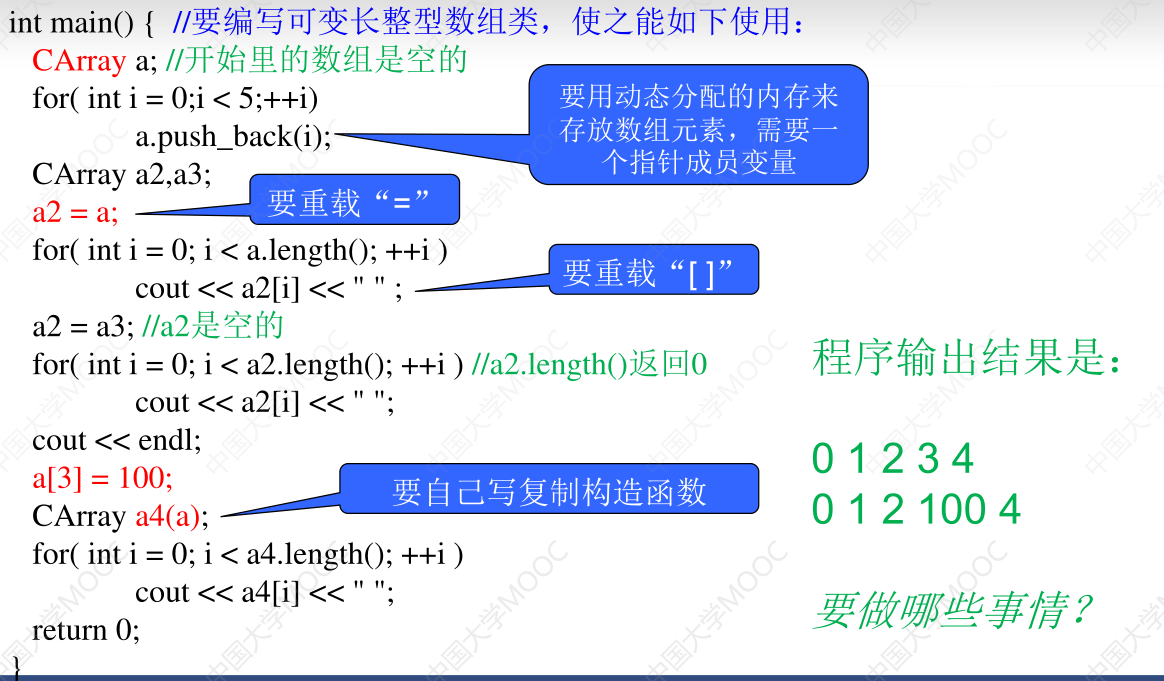 int main() { //要编写可变长整型数组类，使之能如下使用：
CArray a; //开始里的数组是空的
for( int i = 0;i < 5;++i)
a.push_back(i);
要用动态分配的内存来
存放数组元素，需要一
个指针成员变量
CArray a2,a3;
a2 = a;
要重载“=”
for( int i = 0; i < a.length(); ++i )
cout << a2[i] << " " ;
要重载“[ ]”
a2 = a3; //a2是空的
for( int i = 0; i < a2.length(); ++i ) //a2.length()返回0
cout << a2[i] << " ";
cout << endl;
a[3] = 100;
CArray a4(a);
要自己写复制构造函数
for( int i = 0; i < a4.length(); ++i )
cout << a4[i] << " ";
return 0;
}
程序输出结果是：
0 1 2 3 4
0 1 2 100 4
要做哪些事情？
中国大学MOOC